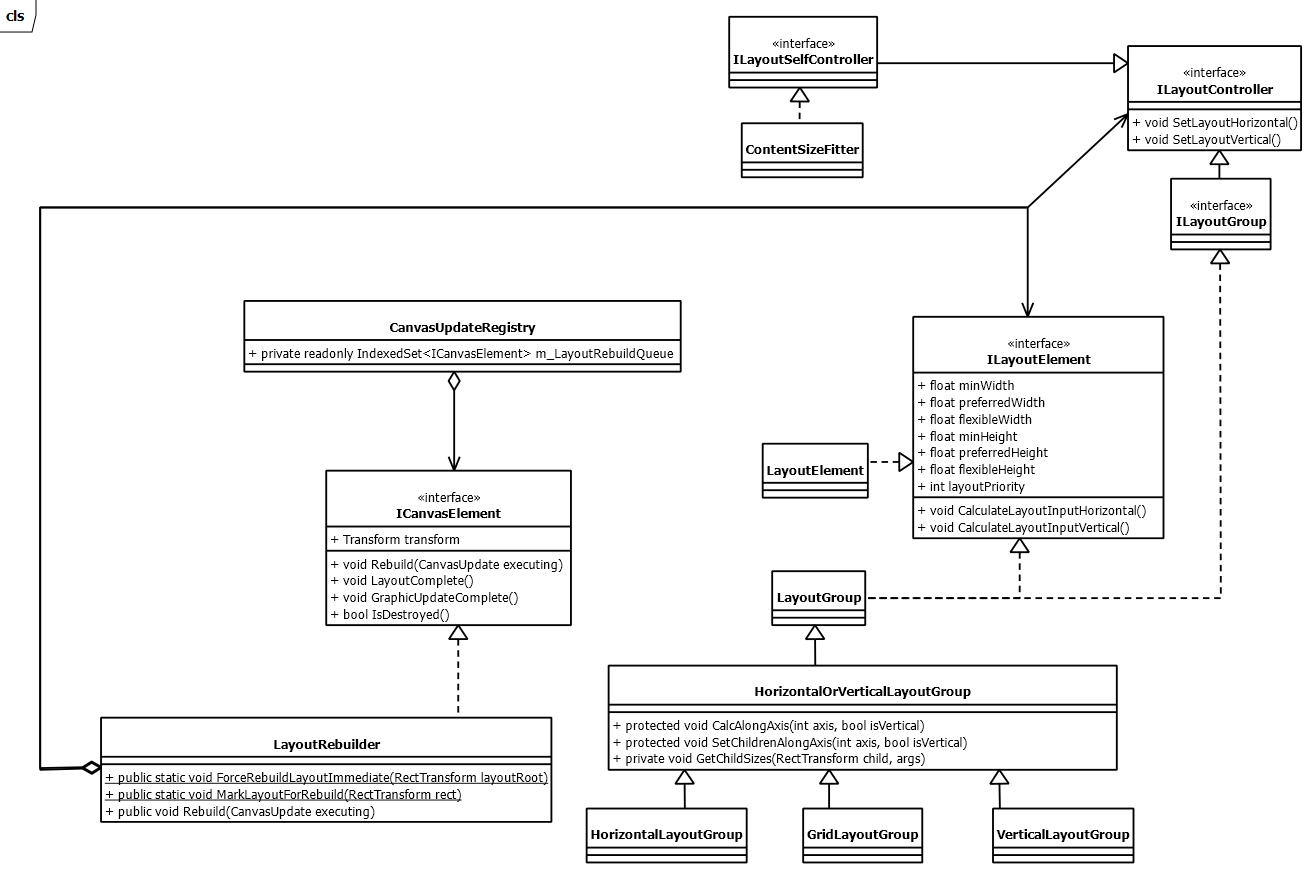 cls
«interface»
ILayoutSelfController
ContentSizeFitter
«interface»
ILayoutController
+ void SetLayoutHorizontal()
+ void SetLayoutVertical()
«interface»
ILayoutGroup
CanvasUpdateRegistry
+ private readonly IndexedSet<ICanvasElement> m_LayoutRebuildQueue
«interface»
ILayoutElement
+ float minWidth
+ float preferredWidth
+ float flexibleWidth
+ float minHeight
+ float preferredHeight
+ float flexibleHeight
+ int layoutPriority
+ void CalculateLayoutInputHorizontal()
+ void CalculateLayoutInputVertical()
LayoutElement
«interface»
ICanvasElement
+ Transform transform
+ void Rebuild(CanvasUpdate executing)
+ void LayoutComplete()
+ void GraphicUpdateComplete()
+ bool IsDestroyed()
LayoutGroup
HorizontalOrVerticalLayoutGroup
+ protected void CalcAlongAxis(int axis, bool isVertical)
+ protected void SetChildrenAlongAxis(int axis, bool isVertical)
+ private void GetChildSizes(RectTransform child, args)
LayoutRebuilder
+ public static void ForceRebuildLayoutImmediate(RectTransform layoutRoot)
+ public static void MarkLayoutForRebuild(RectTransform rect)
+ public void Rebuild(CanvasUpdate executing)
HorizontalLayoutGroup
GridLayoutGroup
VerticalLayoutGroup